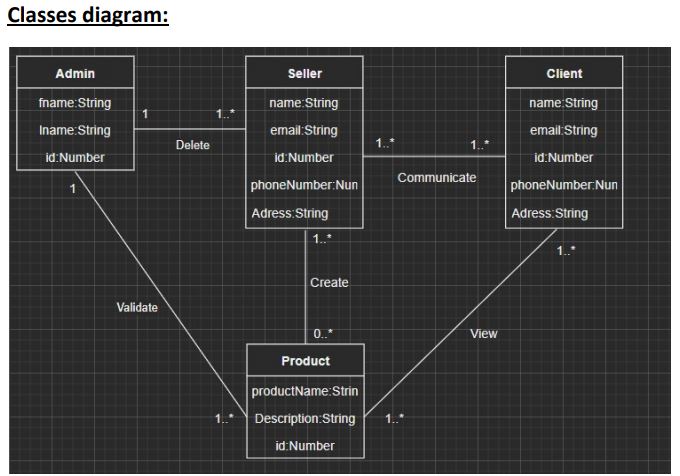 Classes diagram:
Admin
fname:String
lname:String
id:Number
Seller
name:String
email:String
id:Number
phoneNumber:Nun
Adress:String
Client
name:String
email:String
id:Number
phoneNumber:Nun
Adress:String
1
1..*
Delete
1..*
1..*
Communicate
1
1..*
1..*
Create
Validate
0..*
View
Product
productName:Strin
Description:String
id:Number
1..*
1..*